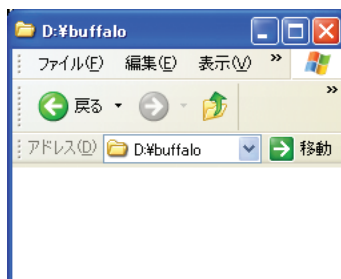 D:¥buffalo
ファイル(F) 編集(E) 表示(V) »
戻る »
アドレス(D) D:¥buffalo 移動